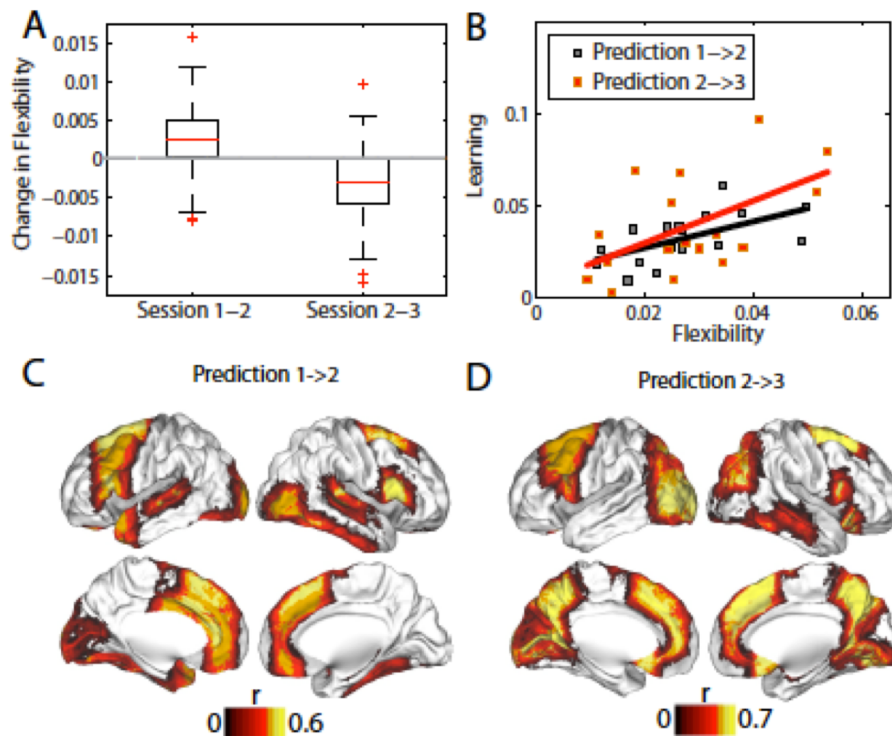 A
0.015
0.010
0.005
0
−0.005
−0.01
−0.015
Change in Flexibility
Session 1−2
Session 2−3
B
Prediction 1−>2
Prediction 2−>3
0.1
0.05
0
Learning
0
0.02
0.04
0.06
Flexibility
C
Prediction 1->2
r
0
0.6
D
Prediction 2->3
r
0
0.7